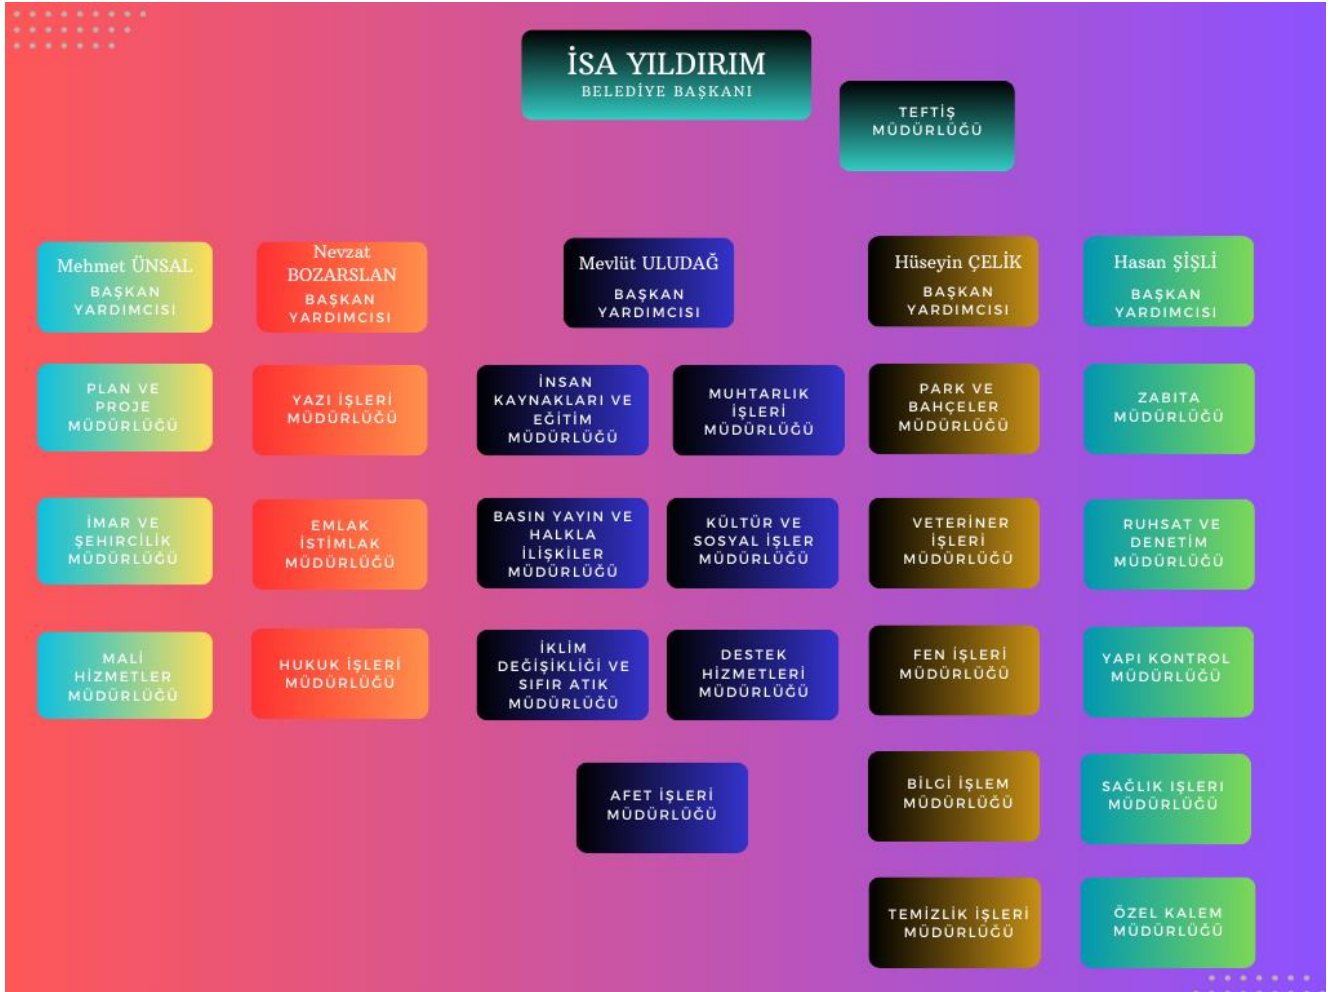 İSA YILDIRIM
BELEDİYE BAŞKANI
TEFTİŞ
MÜDÜRLÜĞÜ
Mehmet ÜNSAL
BAŞKAN
YARDIMCISI
PLAN VE
PROJE
MÜDÜRLÜĞÜ
İMAR VE
ŞEHİRCİLİK
MÜDÜRLÜĞÜ
MALİ
HİZMETLER
MÜDÜRLÜĞÜ
Nevzat
BOZARSLAN
BAŞKAN
YARDIMCISI
YAZI İŞLERİ
MÜDÜRLÜĞÜ
EMLAK
İSTİMLAK
MÜDÜRLÜĞÜ
HUKUK İŞLERİ
MÜDÜRLÜĞÜ
Mevlüt ULUDAĞ
BAŞKAN
YARDIMCISI
İNSAN
KAYNAKLARI VE
EĞİTİM
MÜDÜRLÜĞÜ
MUHTARLIK
İŞLERİ
MÜDÜRLÜĞÜ
BASIN YAYIN VE
HALKLA
İLİŞKİLER
MÜDÜRLÜĞÜ
KÜLTÜR VE
SOSYAL İŞLER
MÜDÜRLÜĞÜ
İKLİM
DEĞİŞİKLİĞİ VE
SIFIR ATIK
MÜDÜRLÜĞÜ
DESTEK
HİZMETLERİ
MÜDÜRLÜĞÜ
AFET İŞLERİ
MÜDÜRLÜĞÜ
Hüseyin ÇELİK
BAŞKAN
YARDIMCISI
PARK VE
BAHÇELER
MÜDÜRLÜĞÜ
VETERİNER
İŞLERİ
MÜDÜRLÜĞÜ
FEN İŞLERİ
MÜDÜRLÜĞÜ
BİLGİ İŞLEM
MÜDÜRLÜĞÜ
TEMİZLİK İŞLERİ
MÜDÜRLÜĞÜ
Hasan ŞİŞLİ
BAŞKAN
YARDIMCISI
ZABITA
MÜDÜRLÜĞÜ
RUHSAT VE
DENETİM
MÜDÜRLÜĞÜ
YAPI KONTROL
MÜDÜRLÜĞÜ
SAĞLIK IŞLERI
MÜDÜRLÜĞÜ
ÖZEL KALEM
MÜDÜRLÜĞÜ